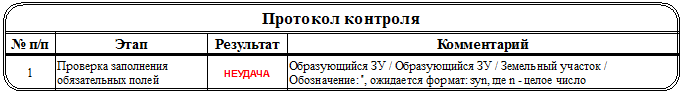 Протокол контроля
№ п/п Этап Результат Комментарий
1 Проверка заполнения обязательных полей НЕУДАЧА Образующийся ЗУ / Образующийся ЗУ / Земельный участок /
Обозначение: '', ожидается формат: зyn, где n - целое число